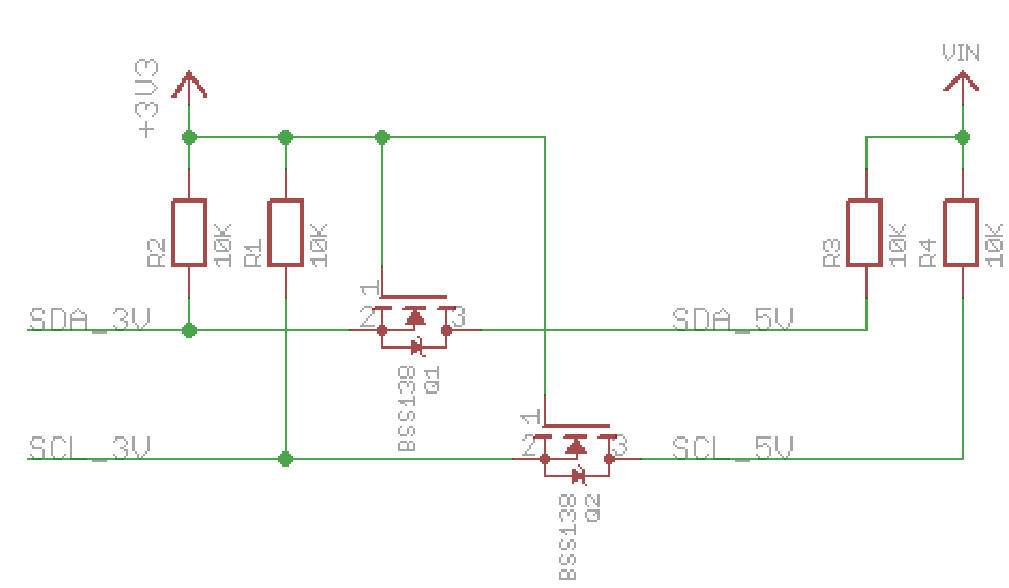 VIN
+3V3
R2
10K
R1
10K
R3
10K
R4
10K
1
SDA_3V
2
3
SDA_5V
BSS138
Q1
1
SCL_3V
2
3
SCL_5V
BSS138
Q2